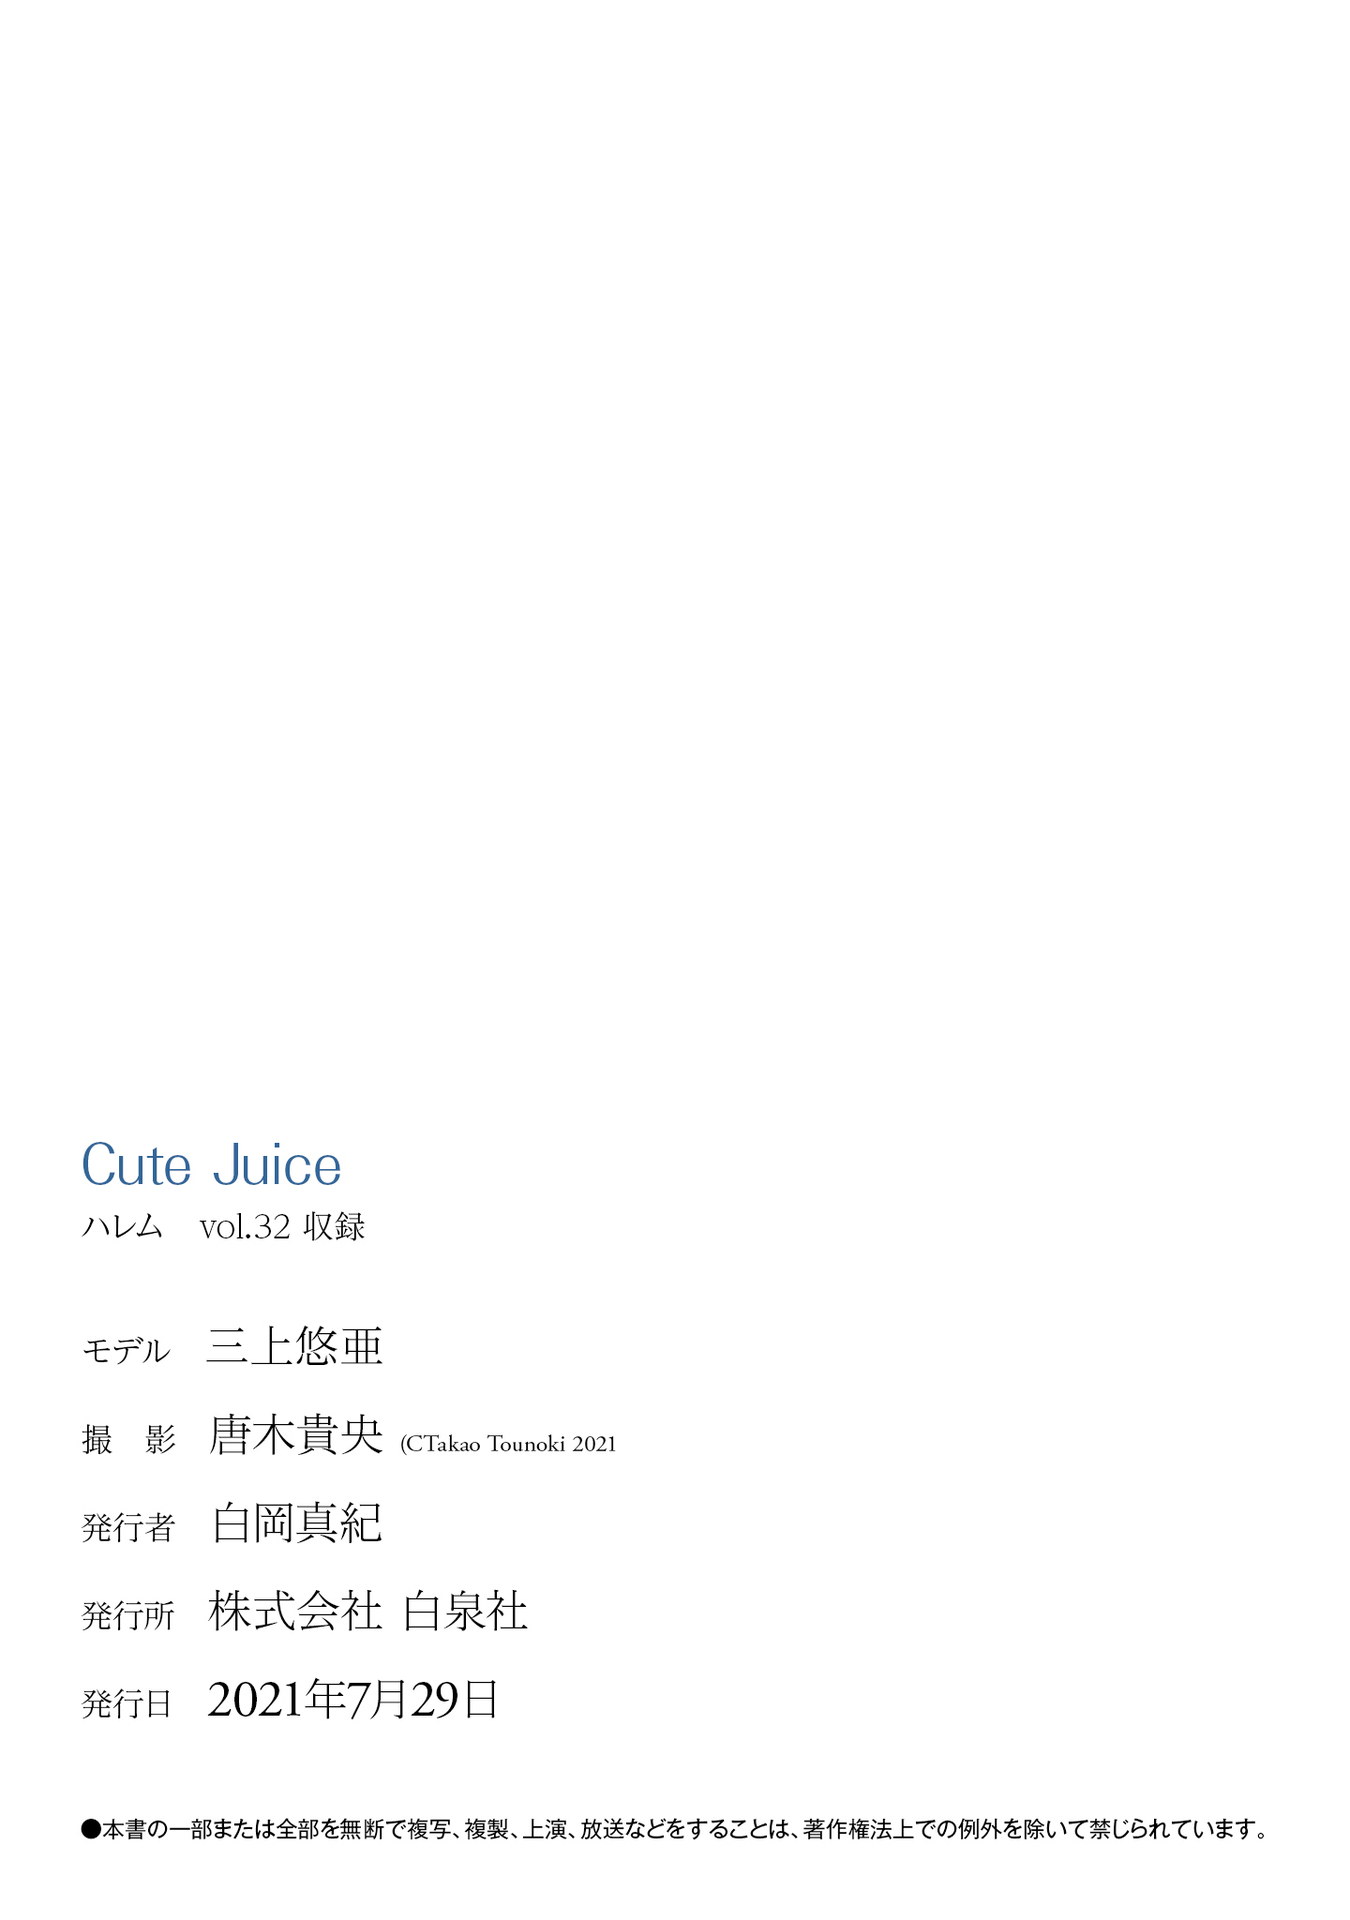 Cute Juice
ハレム　vol.32 収録
モデル　三上悠亜
撮　影　唐木貴央 (CTakao Tounoki 2021
発行者　白岡真紀
発行所　株式会社 白泉社
発行日　2021年7月29日
●本書の一部または全部を無断で複写、複製、上演、放送などをすることは、著作権法上での例外を除いて禁じられています。